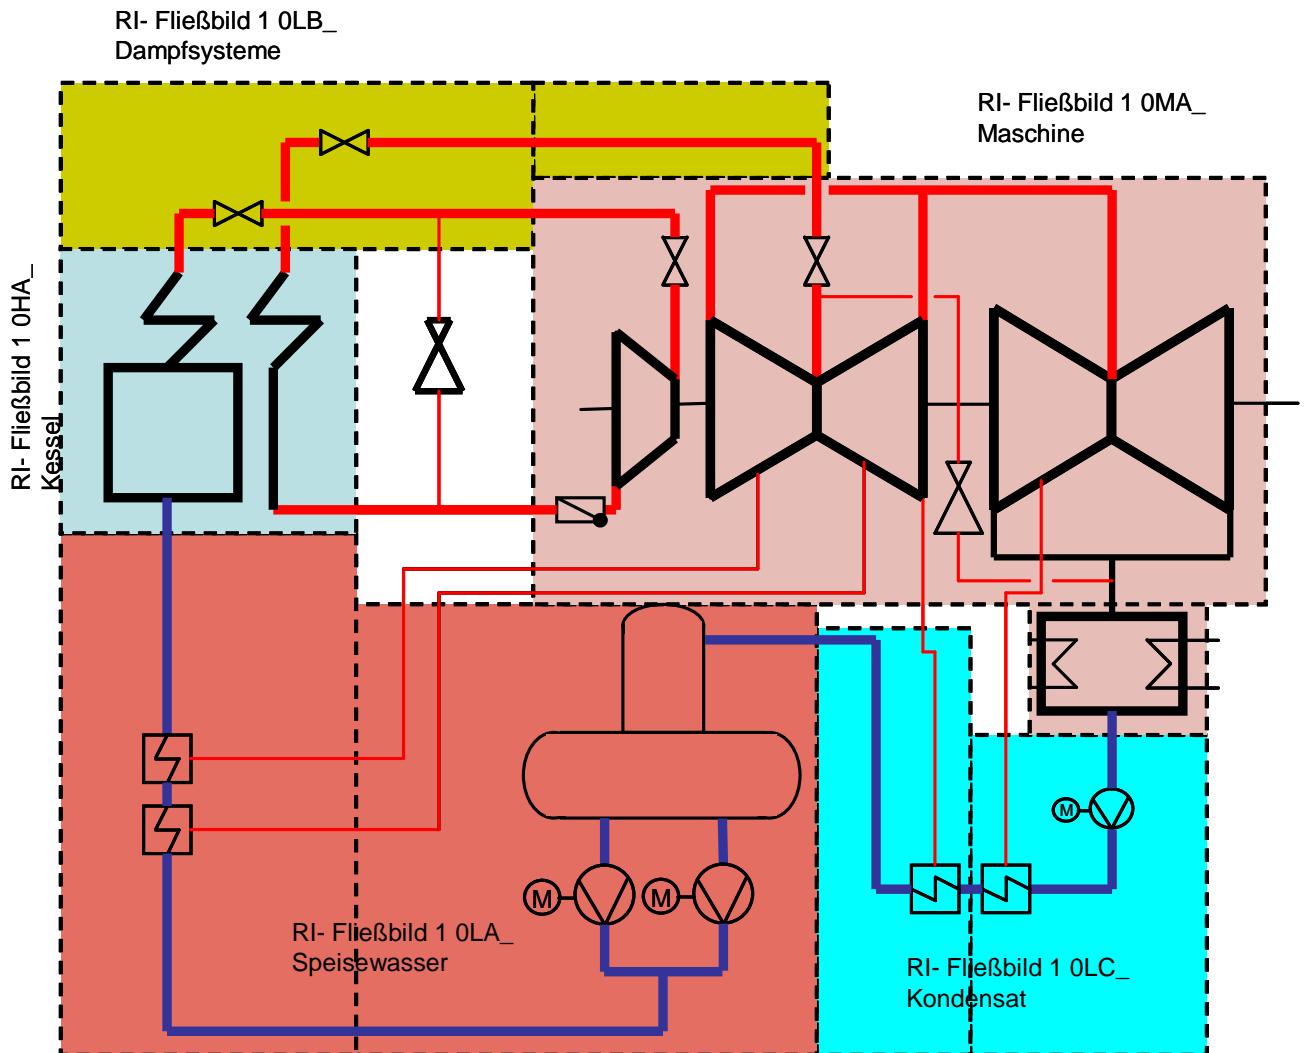 RI- Fließbild 1 0LB_
Dampfsysteme
RI- Fließbild 1 0MA_
Maschine
RI- Fließbild 1 0HA_
Kessel
M
M
M
RI- Fließbild 1 0LA_
Speisewasser
RI- Fließbild 1 0LC_
Kondensat